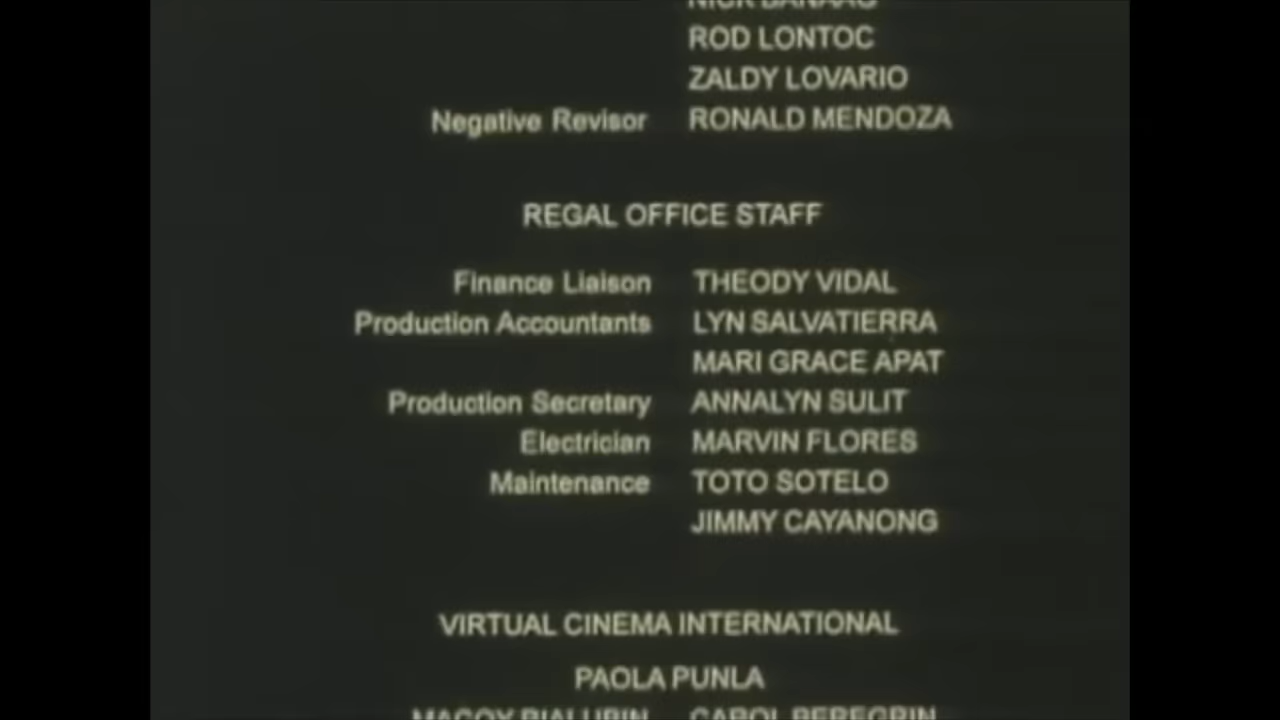 ROD LONTOC
ZALDY LOVARIO
Negative Revisor RONALD MENDOZA
REGAL OFFICE STAFF
Finance Liaison THEODY VIDAL
Production Accountants LYN SALVATIERRA
MARI GRACE APAT
Production Secretary ANNALYN SULIT
Electrician MARVIN FLORES
Maintenance TOTO SOTELO
JIMMY CAYANONG
VIRTUAL CINEMA INTERNATIONAL
PAOLA PUNLA
CAROL PEREGRIN